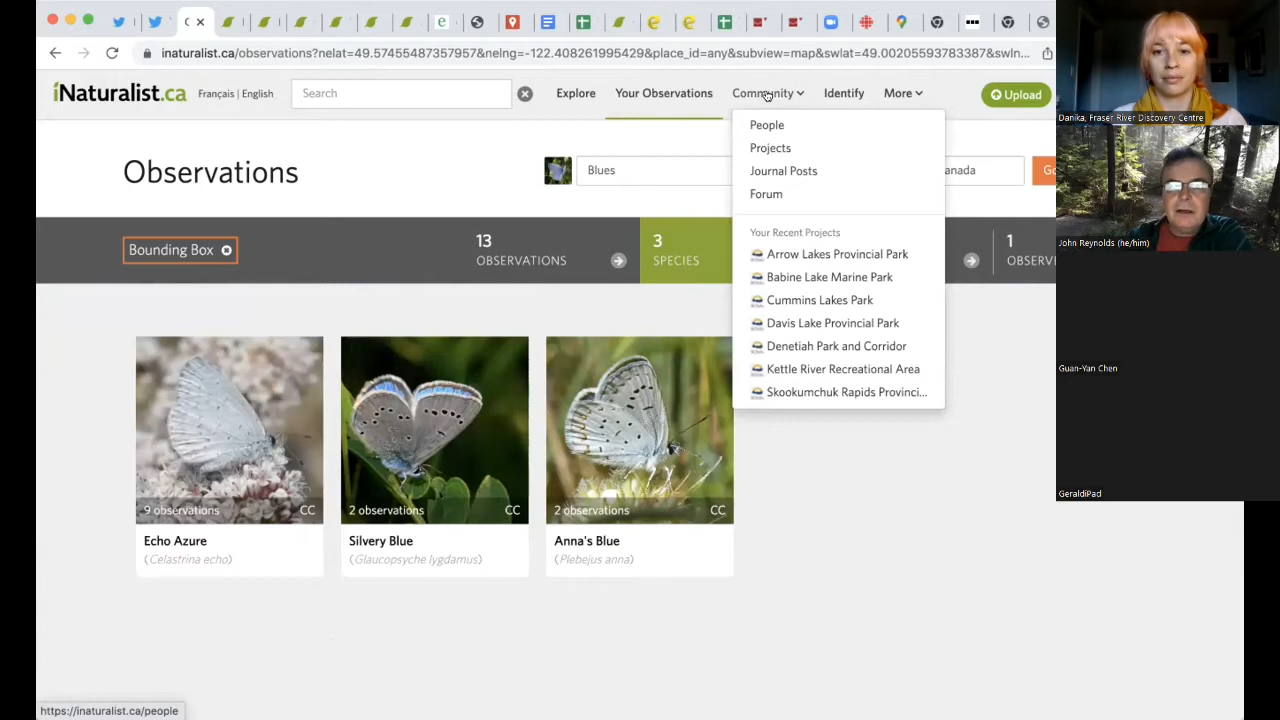 inaturalist.ca/observations?nelat=49.57455487357957&nelng=-122.408261995429&place_id=any&subview=map&swlat=49.00205593783387&swln...
iNaturalist.ca
Français | English
Search
Explore
Your Observations
Community
Identify
More
Upload
Danika, Fraser River Discovery Centre
People
Projects
Journal Posts
Forum
Observations
Blues
anada
Go
Your Recent Projects
Arrow Lakes Provincial Park
Babine Lake Marine Park
Cummins Lakes Park
Davis Lake Provincial Park
Denetiah Park and Corridor
Kettle River Recreational Area
Skookumchuk Rapids Provinci...
John Reynolds (he/him)
Bounding Box
13
OBSERVATIONS
3
SPECIES
1
OBSERVE
Guan-Yan Chen
GeraldiPad
9 observations
CC
2 observations
CC
2 observations
CC
Echo Azure
(Celastrina echo)
Silvery Blue
(Glaucopsyche lygdamus)
Anna's Blue
(Plebejus anna)
https://inaturalist.ca/people